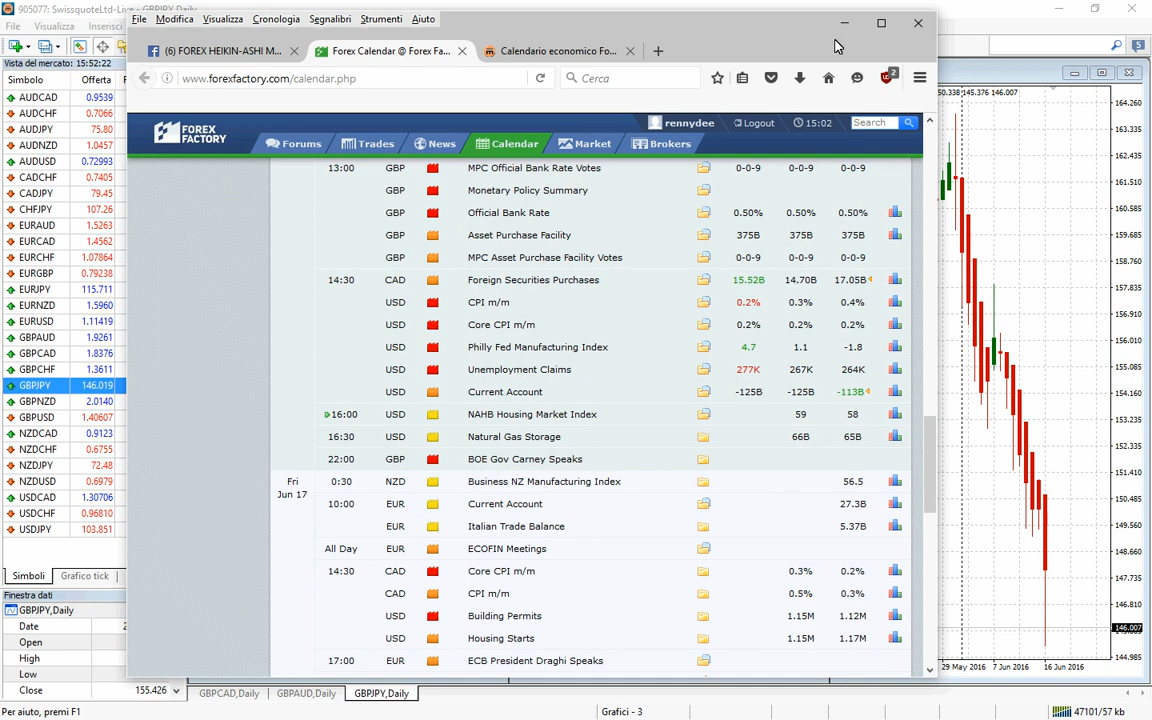 905077: SwissquoteLtd-Live - GBPJPY,Daily
File Visualizza Inserisci
File Modifica Visualizza Cronologia Segnalibri Strumenti Aiuto
(6) FOREX HEIKIN-ASHI M...
Forex Calendar @ Forex Fa...
Calendario economico Fo...
www.forexfactory.com/calendar.php
Cerca
2
5
Vista del mercato: 15:52:22
Simbolo Offerta
AUDCAD 0.9539
AUDCHF 0.7066
AUDJPY 75.80
AUDNZD 1.0457
AUDUSD 0.72993
CADCHF 0.7405
CADJPY 79.45
CHFJPY 107.26
EURAUD 1.5263
EURCAD 1.4562
EURCHF 1.07864
EURGBP 0.79238
EURJPY 115.711
EURNZD 1.5960
EURUSD 1.11419
GBPAUD 1.9261
GBPCAD 1.8376
GBPCHF 1.3611
GBPJPY 146.019
GBPNZD 2.0140
GBPUSD 1.40607
NZDCAD 0.9123
NZDCHF 0.6755
NZDJPY 72.48
NZDUSD 0.6979
USDCAD 1.30706
USDCHF 0.96810
USDJPY 103.851
Simboli Grafico tick
Finestra dati
GBPJPY,Daily
Date 2
Open
High
Low
Close 155.426
FOREX FACTORY
rennydee Logout 15:02 Search
Forums Trades News Calendar Market Brokers
13:00 GBP MPC Official Bank Rate Votes 0-0-9 0-0-9 0-0-9
GBP Monetary Policy Summary
GBP Official Bank Rate 0.50% 0.50% 0.50%
GBP Asset Purchase Facility 375B 375B 375B
GBP MPC Asset Purchase Facility Votes 0-0-9 0-0-9 0-0-9
14:30 CAD Foreign Securities Purchases 15.52B 14.70B 17.05B
USD CPI m/m 0.2% 0.3% 0.4%
USD Core CPI m/m 0.2% 0.2% 0.2%
USD Philly Fed Manufacturing Index 4.7 1.1 -1.8
USD Unemployment Claims 277K 267K 264K
USD Current Account -125B -125B -113B
16:00 USD NAHB Housing Market Index 59 58
16:30 USD Natural Gas Storage 66B 65B
22:00 GBP BOE Gov Carney Speaks
Fri Jun 17 0:30 NZD Business NZ Manufacturing Index 56.5
10:00 EUR Current Account 27.3B
EUR Italian Trade Balance 5.37B
All Day EUR ECOFIN Meetings
14:30 CAD Core CPI m/m 0.3% 0.2%
CAD CPI m/m 0.5% 0.3%
USD Building Permits 1.15M 1.12M
USD Housing Starts 1.15M 1.17M
17:00 EUR ECB President Draghi Speaks
50.338 145.376 146.007
164.260
163.335
162.435
161.510
160.585
159.685
158.760
157.835
156.910
156.010
155.085
154.160
153.235
152.335
151.410
150.485
149.560
148.660
147.735
146.810
146.007
144.985
29 May 2016 7 Jun 2016 16 Jun 2016
GBPCAD,Daily GBPAUD,Daily GBPJPY,Daily
Per aiuto, premi F1
Grafici - 3
47101/57 kb